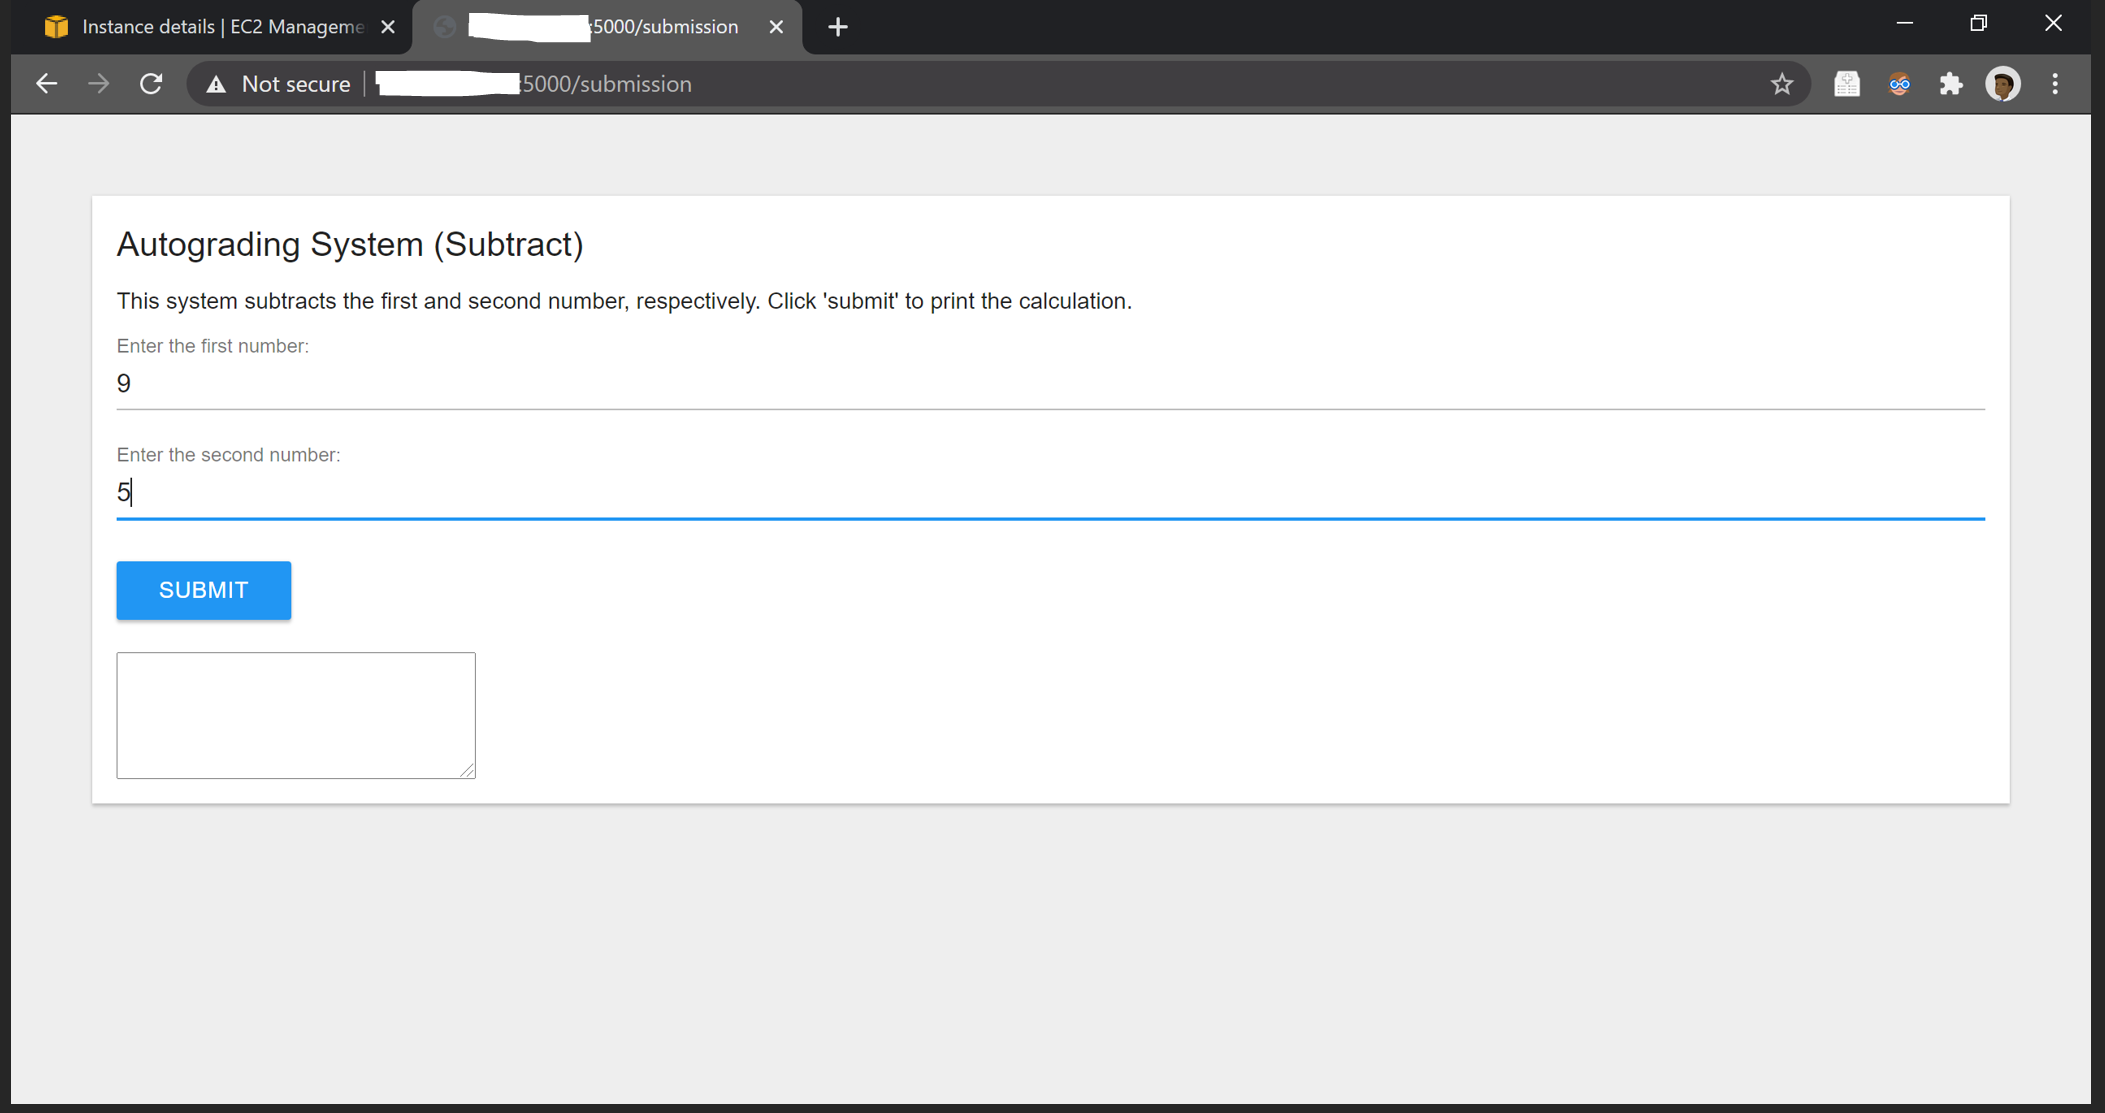 Instance details | EC2 Manageme
:5000/submission
Not secure
:5000/submission
Autograding System (Subtract)
This system subtracts the first and second number, respectively. Click 'submit' to print the calculation.
Enter the first number:
9
Enter the second number:
5
SUBMIT